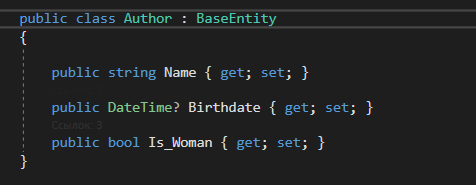 public class Author : BaseEntity
{
public string Name { get; set; }
public DateTime? Birthdate { get; set; }
Ссылок: 3
public bool Is_Woman { get; set; }
}